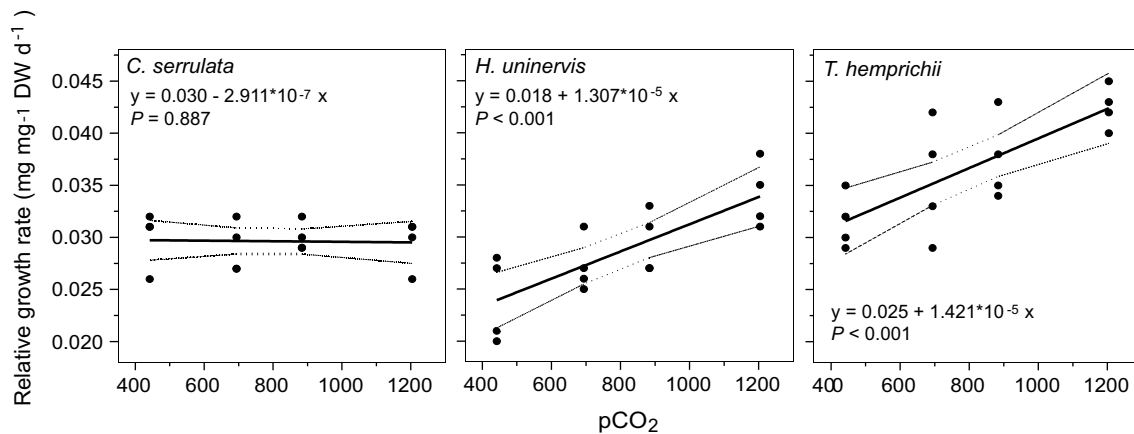 Relative growth rate (mg mg-1 DW d-1)
0.045
0.040
0.035
0.030
0.025
0.020
C. serrulata
y = 0.030 - 2.911*10-7 x
P = 0.887
400 600 800 1000 1200
H. uninervis
y = 0.018 + 1.307*10-5 x
P < 0.001
400 600 800 1000 1200
T. hemprichii
y = 0.025 + 1.421*10-5 x
P < 0.001
400 600 800 1000 1200
pCO2